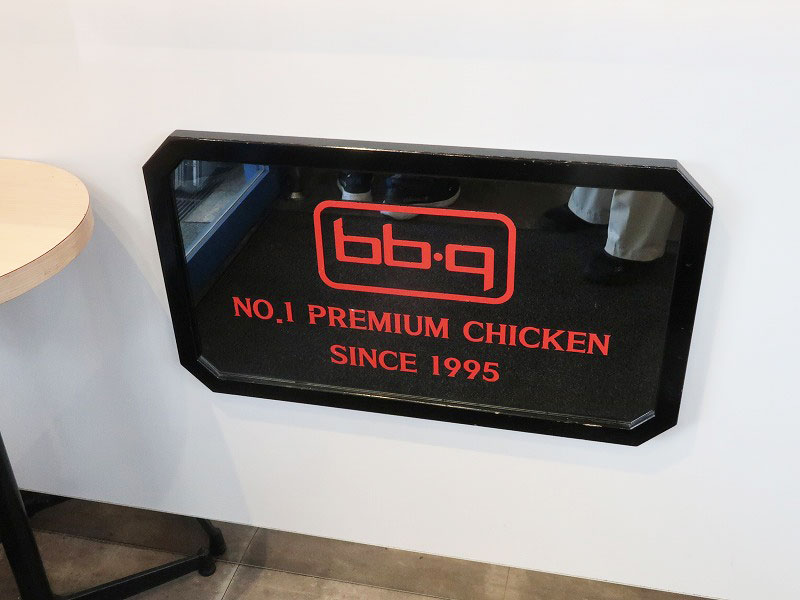 bb.q
NO.1 PREMIUM CHICKEN
SINCE 1995